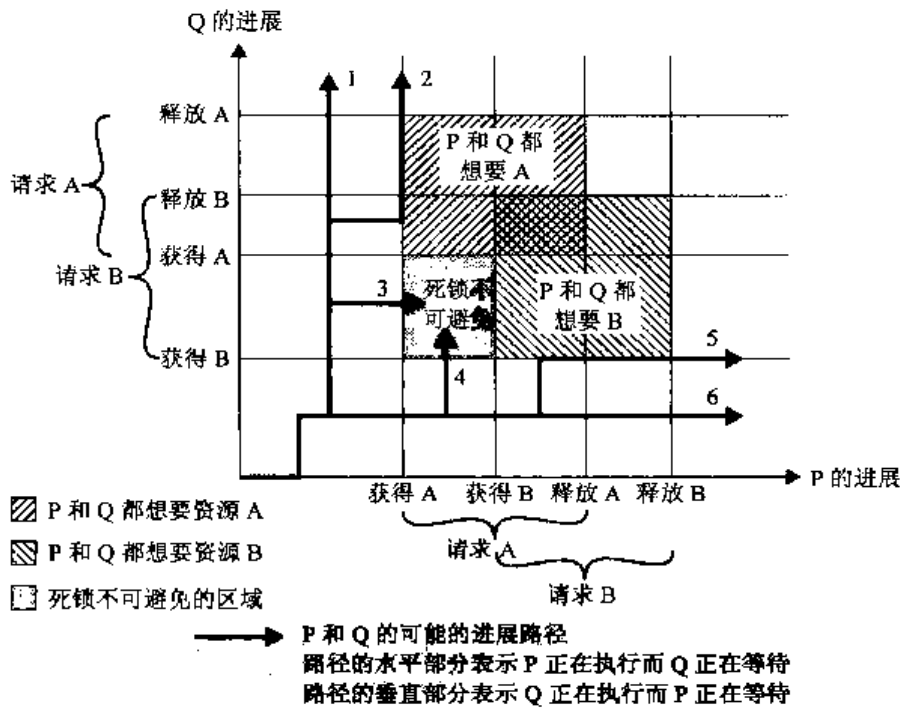 Q 的进展
1
2
释放 A
P 和 Q 都
想要 A
请求 A
释放 B
获得 A
请求 B
3
死锁不
可避免
P 和 Q 都
想要 B
获得 B
4
5
6
P 的进展
获得 A
获得 B
释放 A
释放 B
请求 A
请求 B
P 和 Q 都想要资源 A
P 和 Q 都想要资源 B
死锁不可避免的区域
P 和 Q 的可能的进展路径
路径的水平部分表示 P 正在执行而 Q 正在等待
路径的垂直部分表示 Q 正在执行而 P 正在等待